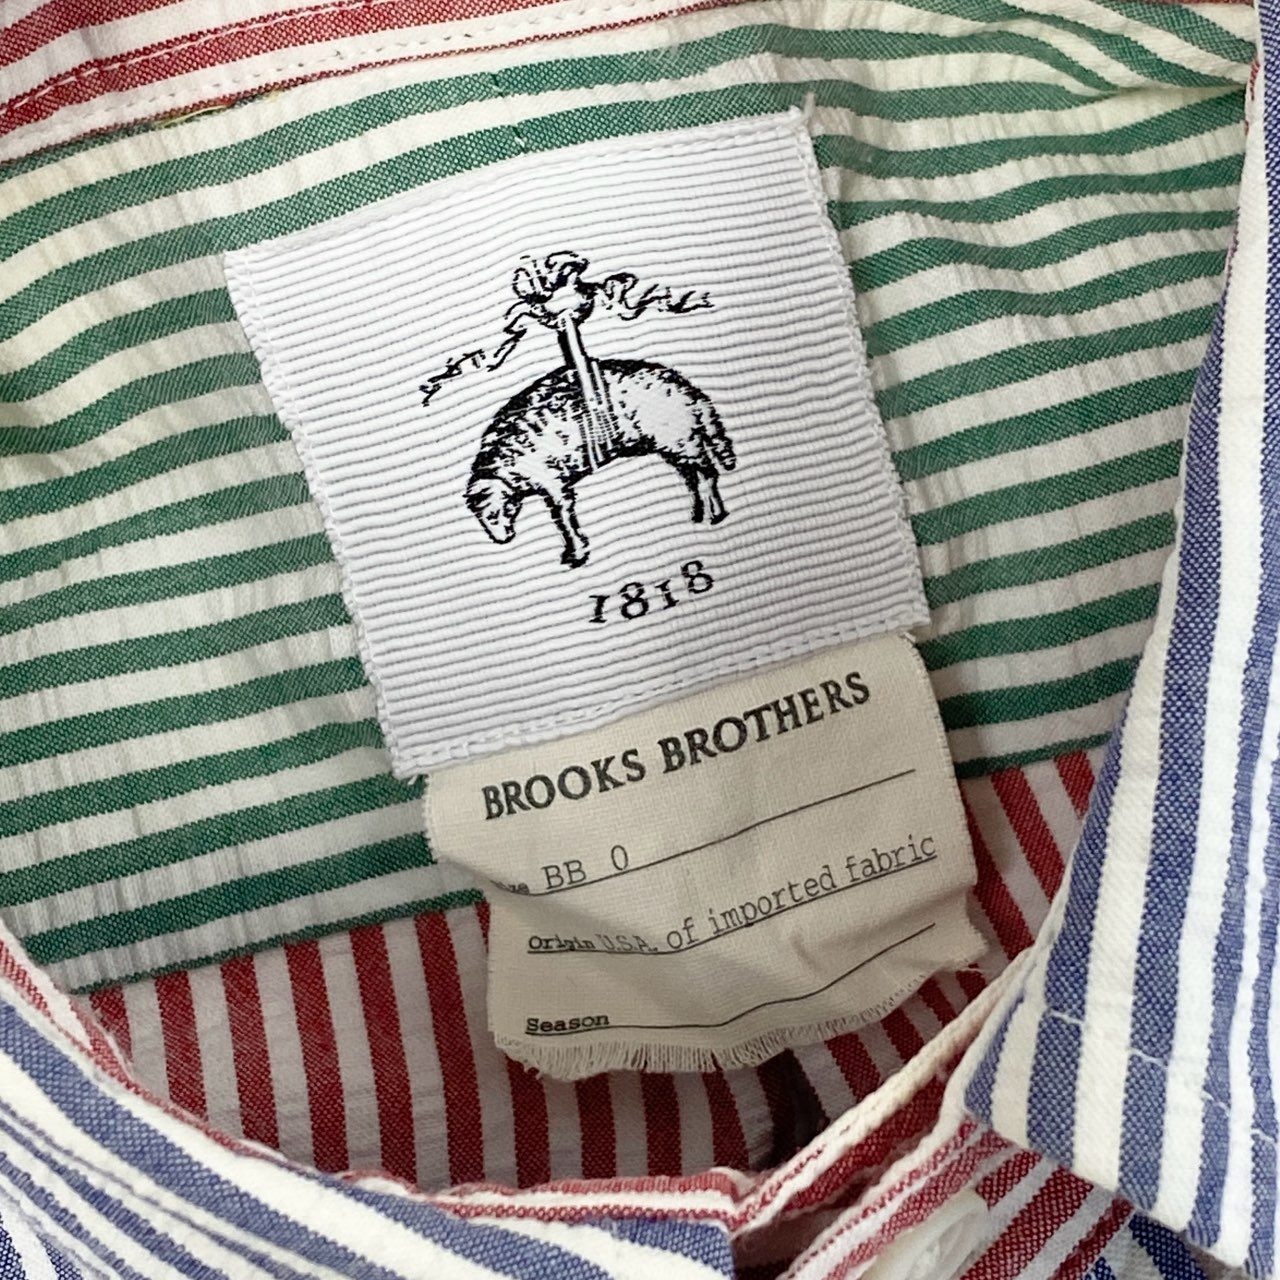 1818
BROOKS BROTHERS
BB 0
Origin U.S.A. of imported fabric
Season